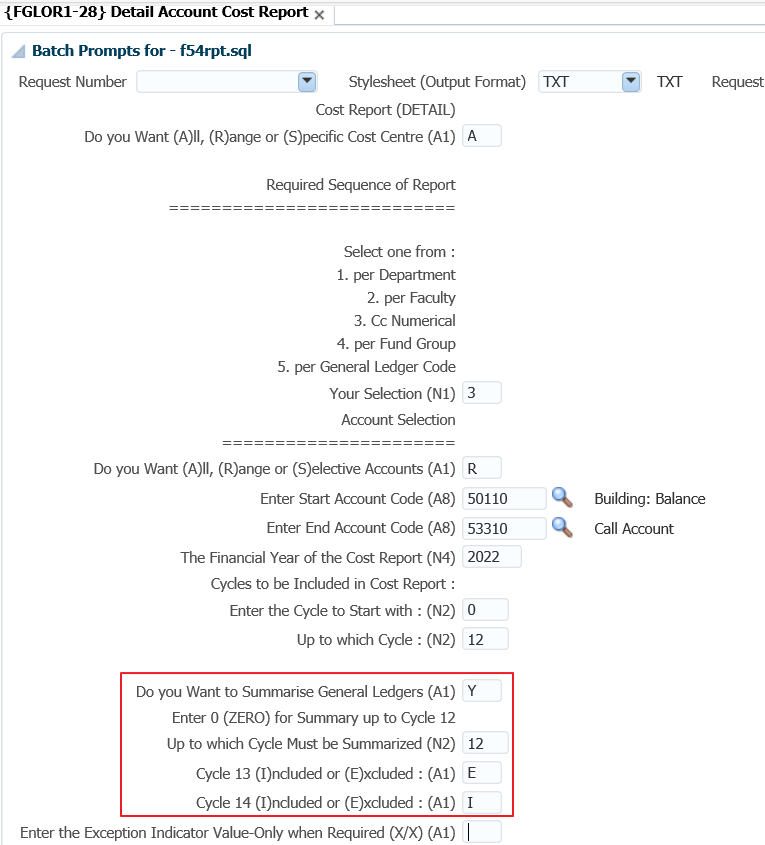 {FGLOR1-28} Detail Account Cost Report
Batch Prompts for - f54rpt.sql
Request Number Stylesheet (Output Format) TXT TXT Request
Cost Report (DETAIL)
Do you Want (A)ll, (R)ange or (S)pecific Cost Centre (A1) A
Required Sequence of Report
===========================
Select one from :
1. per Department
2. per Faculty
3. Cc Numerical
4. per Fund Group
5. per General Ledger Code
Your Selection (N1) 3
Account Selection
======================
Do you Want (A)ll, (R)ange or (S)elective Accounts (A1) R
Enter Start Account Code (A8) 50110 Building: Balance
Enter End Account Code (A8) 53310 Call Account
The Financial Year of the Cost Report (N4) 2022
Cycles to be Included in Cost Report :
Enter the Cycle to Start with : (N2) 0
Up to which Cycle : (N2) 12
Do you Want to Summarise General Ledgers (A1) Y
Enter 0 (ZERO) for Summary up to Cycle 12
Up to which Cycle Must be Summarized (N2) 12
Cycle 13 (I)ncluded or (E)xcluded : (A1) E
Cycle 14 (I)ncluded or (E)xcluded : (A1) I
Enter the Exception Indicator Value-Only when Required (X/X) (A1)